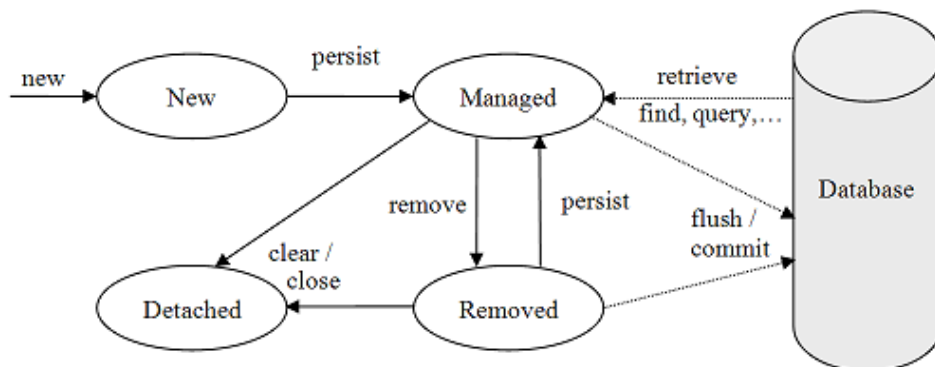 new
New
persist
Managed
retrieve
find, query,…
Database
remove
persist
flush /
commit
clear /
close
Detached
Removed